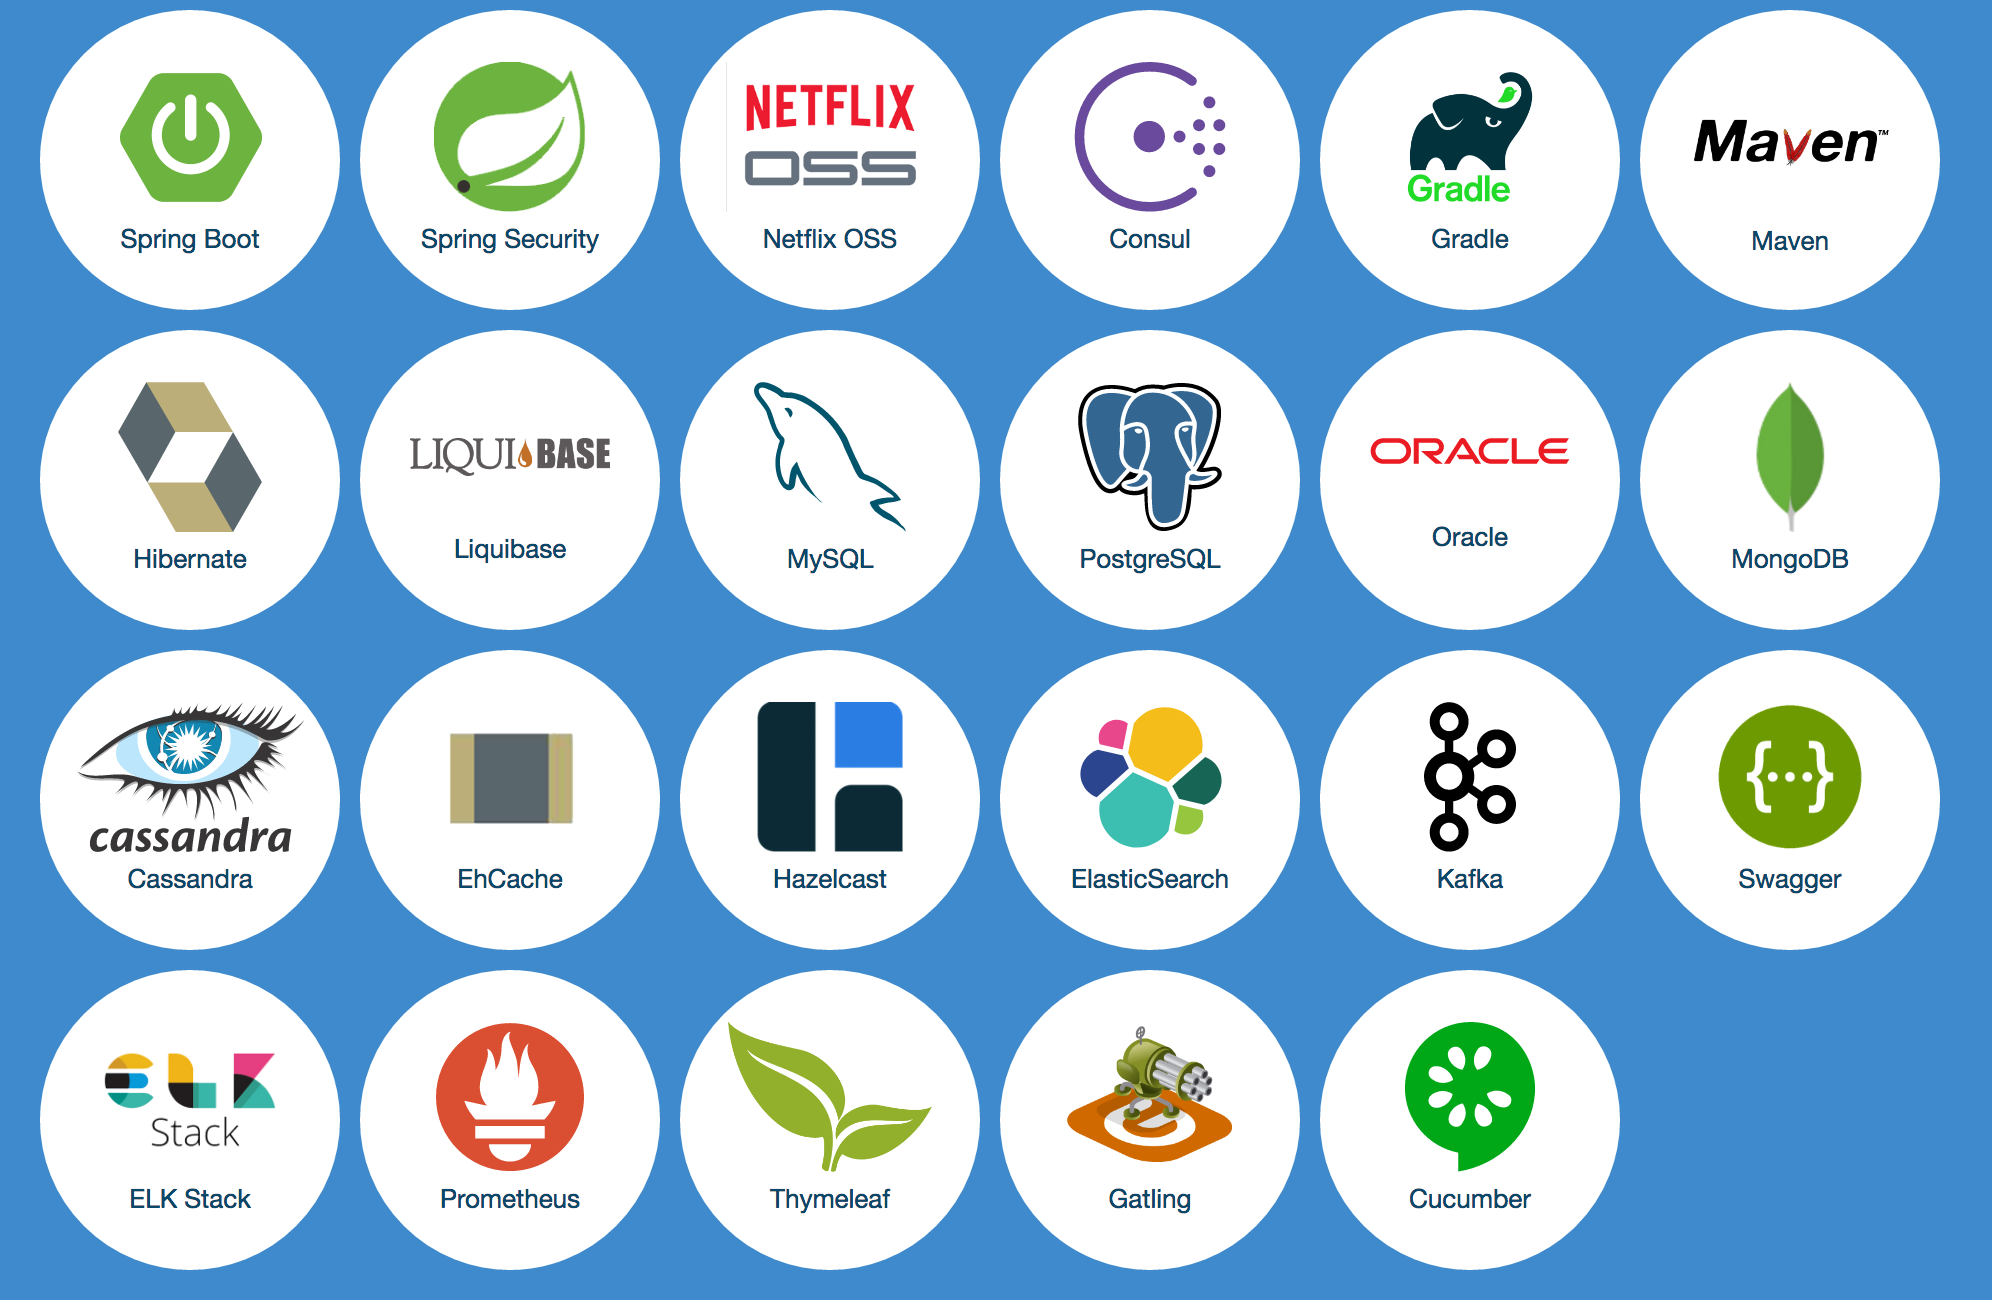 NETFLIX
OSS
Gradle
Maven™
Spring Boot
Spring Security
Netflix OSS
Consul
Gradle
Maven
LIQUIBASE
ORACLE
Hibernate
Liquibase
MySQL
PostgreSQL
Oracle
MongoDB
cassandra
{...}
Cassandra
EhCache
Hazelcast
ElasticSearch
Kafka
Swagger
ELK
Stack
ELK Stack
Prometheus
Thymeleaf
Gatling
Cucumber